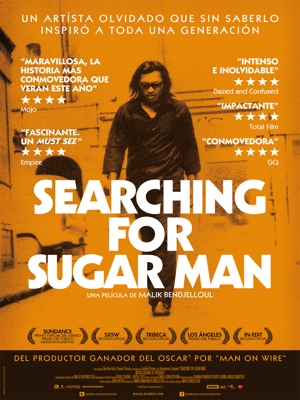 UN ARTISTA OLVIDADO QUE SIN SABERLO
INSPIRÓ A TODA UNA GENERACIÓN
"MARAVILLOSA, LA
HISTORIA MÁS
CONMOVEDORA QUE
VERÁN ESTE AÑO"
★★★★
Mojo
"FASCINANTE.
UN MUST SEE"
★★★★
Empire
"INTENSO
E INOLVIDABLE"
★★★★
Dazed and Confused
"IMPACTANTE"
★★★★
Total Film
"CONMOVEDORA"
★★★★
GQ
SEARCHING
FOR
SUGAR MAN
UNA PELÍCULA DE MALIK BENDJELLOUL
SUNDANCE
SXSW
TRIBECA
LOS ÁNGELES
IN-EDIT
DEL PRODUCTOR GANADOR DEL OSCAR® POR "MAN ON WIRE"